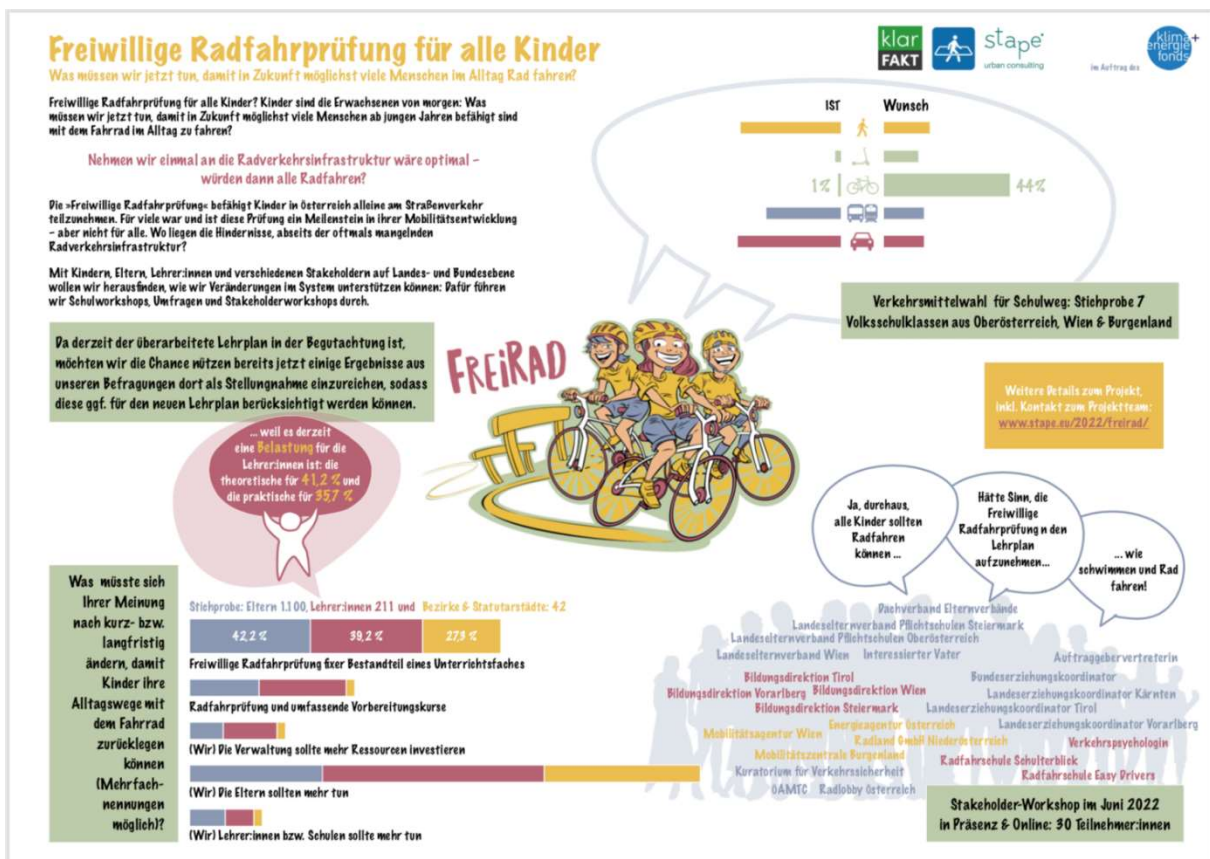 Freiwillige Radfahrprüfung für alle Kinder
Was müssen wir jetzt tun, damit in Zukunft möglichst viele Menschen im Alltag Rad fahren?
Freiwillige Radfahrprüfung für alle Kinder? Kinder sind die Erwachsenen von morgen: Was
müssen wir jetzt tun, damit in Zukunft möglichst viele Menschen ab jungen Jahren befähigt sind
mit dem Fahrrad im Alltag zu fahren?
Nehmen wir einmal an die Radverkehrsinfrastruktur wäre optimal –
würden dann alle Radfahren?
Die »Freiwillige Radfahrprüfung« befähigt Kinder in Österreich alleine am Straßenverkehr
teilzunehmen. Für viele war und ist diese Prüfung ein Meilenstein in ihrer Mobilitätsentwicklung
– aber nicht für alle. Wo liegen die Hindernisse, abseits der oftmals mangelnden
Radverkehrsinfrastruktur?
Mit Kindern, Eltern, Lehrer:innen und verschiedenen Stakeholdern auf Landes- und Bundesebene
wollen wir herausfinden, wie wir Veränderungen im System unterstützen können: Dafür führen
wir Schulworkshops, Umfragen und Stakeholderworkshops durch.
Da derzeit der überarbeitete Lehrplan in der Begutachtung ist,
möchten wir die Chance nützen bereits jetzt einige Ergebnisse aus
unseren Befragungen dort als Stellungnahme einzureichen, sodass
diese ggf. für den neuen Lehrplan berücksichtigt werden können.
klar
FAKT
stape
urban consulting
im Auftrag des
klima+
energie
fonds
IST Wunsch
1% 44%
Verkehrsmittelwahl für Schulweg: Stichprobe 7
Volksschulklassen aus Oberösterreich, Wien & Burgenland
FREIRAD
Weitere Details zum Projekt,
inkl. Kontakt zum Projektteam:
www.stape.eu/2022/freirad/
... weil es derzeit
eine Belastung für die
Lehrer:innen ist: die
theoretische für 41,2 % und
die praktische für 35,7 %
Was müsste sich
Ihrer Meinung
nach kurz- bzw.
langfristig
ändern, damit
Kinder ihre
Alltagswege mit
dem Fahrrad
zurücklegen
können
(Mehrfach-
nennungen
möglich)?
Stichprobe: Eltern 1.100, Lehrer:innen 211 und Bezirke & Statutarstädte: 42
42,2 % 39,2 % 27,3 %
Freiwillige Radfahrprüfung fixer Bestandteil eines Unterrichtsfaches
Radfahrprüfung und umfassende Vorbereitungskurse
(Wir) Die Verwaltung sollte mehr Ressourcen investieren
(Wir) Die Eltern sollten mehr tun
(Wir) Lehrer:innen bzw. Schulen sollte mehr tun
Ja, durchaus,
alle Kinder sollten
Radfahren
können ...
Hätte Sinn, die
Freiwillige
Radfahrprüfung n den
Lehrplan
aufzunehmen...
... wie
schwimmen und Rad
fahren!
Dachverband Elternverbände
Landeselternverband Pflichtschulen Steiermark
Landeselternverband Pflichtschulen Oberösterreich
Landeselternverband Wien Interessierter Vater
Auftraggebervertreterin
Bildungsdirektion Tirol
Bundeserziehungskoordinator
Bildungsdirektion Vorarlberg Bildungsdirektion Wien
Landeserziehungskoordinator Kärnten
Bildungsdirektion Steiermark
Landeserziehungskoordinator Tirol
Energieagentur Österreich
Landeserziehungskoordinator Vorarlberg
Mobilitätsagentur Wien
Radland GmbH Niederösterreich
Verkehrspsychologin
Mobilitätszentrale Burgenland
Radfahrschule Schulterblick
Kuratorium für Verkehrssicherheit
Radfahrschule Easy Drivers
ÖAMTC Radlobby Österreich
Stakeholder-Workshop im Juni 2022
in Präsenz & Online: 30 Teilnehmer:innen